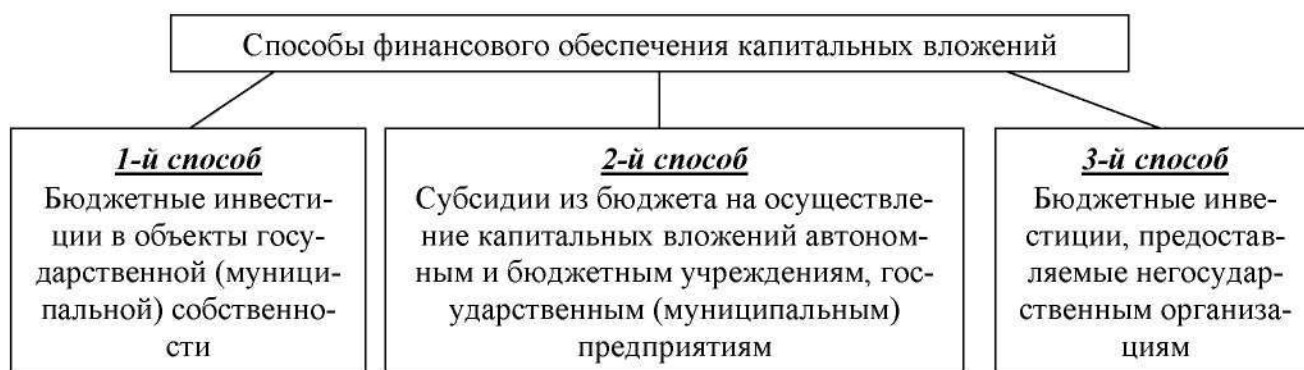 Способы финансового обеспечения капитальных вложений
1-й способ
Бюджетные инвести-
ции в объекты госу-
дарственной (муници-
пальной) собственно-
сти
2-й способ
Субсидии из бюджета на осуществле-
ние капитальных вложений автоном-
ным и бюджетным учреждениям, гос-
ударственным (муниципальным)
предприятиям
3-й способ
Бюджетные инве-
стиции, предостав-
ляемые негосудар-
ственным организа-
циям